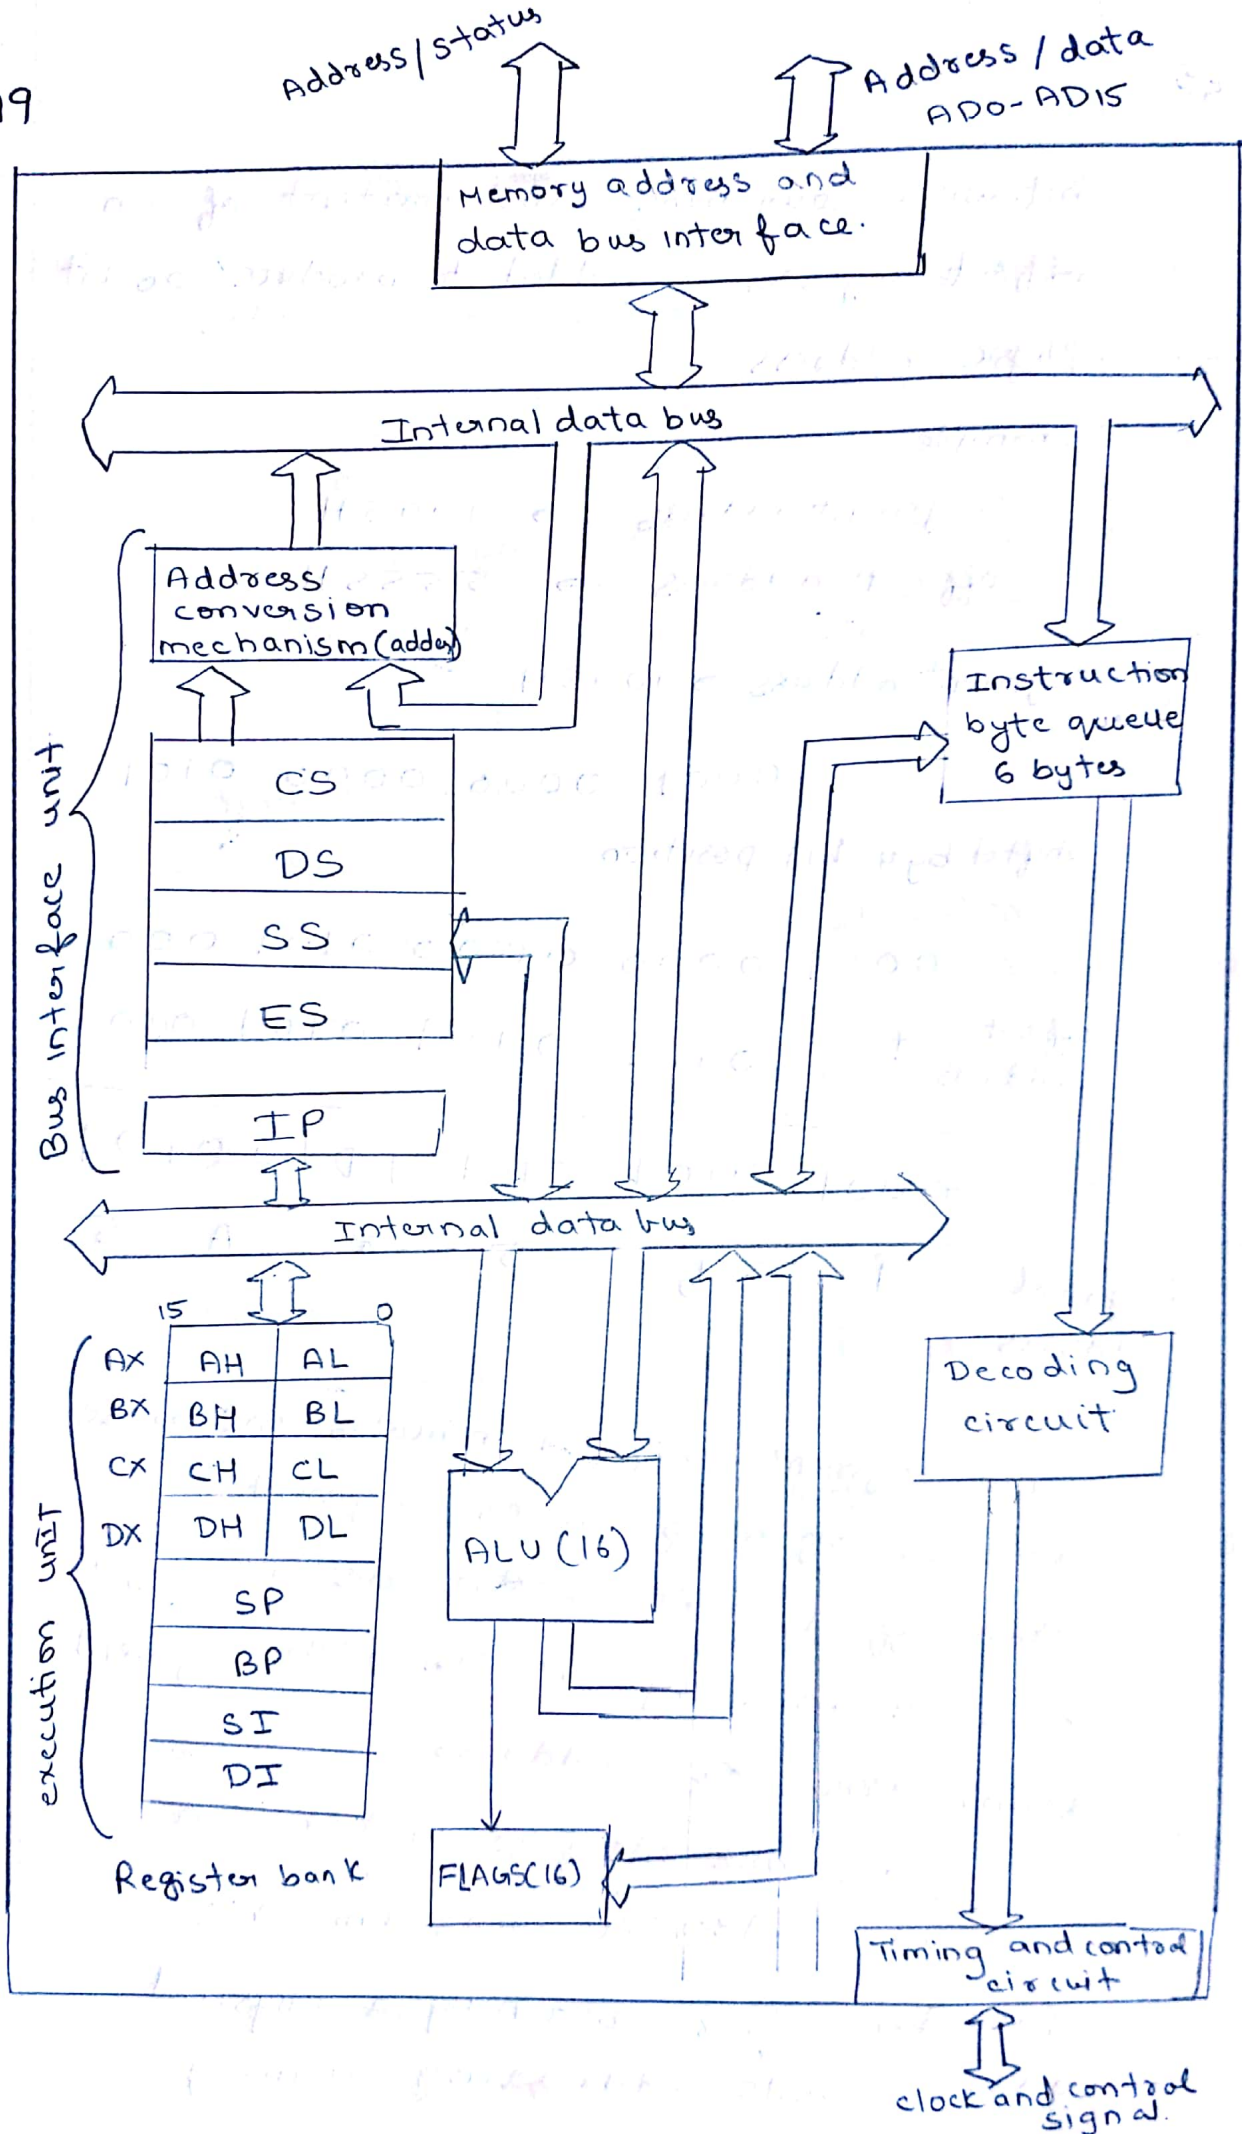 19
Address/status
Address/data
AD0-AD15
Memory address and
data bus interface.
Internal data bus
Address
conversion
mechanism(adder)
Instruction
byte queue
6 bytes
CS
DS
SS
ES
IP
Bus interface unit
Internal data bus
15 0
AX AH AL
BX BH BL
CX CH CL
DX DH DL
SP
BP
SI
DI
execution unit
Register bank
ALU (16)
FLAGS(16)
Decoding
circuit
Timing and control
circuit
clock and control
signal.